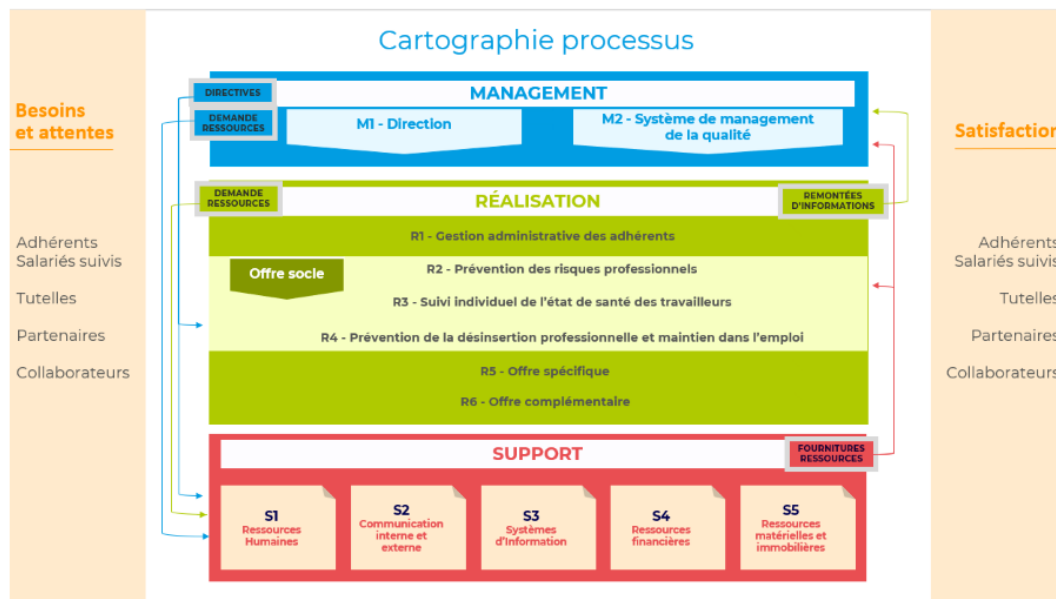 Cartographie processus
Besoins
et attentes
Adhérents
Salariés suivis
Tutelles
Partenaires
Collaborateurs
DIRECTIVES
MANAGEMENT
DEMANDE
RESSOURCES
M1 - Direction
M2 - Système de management
de la qualité
DEMANDE
RESSOURCES
RÉALISATION
REMONTÉES
D'INFORMATIONS
R1 - Gestion administrative des adhérents
Offre socle
R2 - Prévention des risques professionnels
R3 - Suivi individuel de l'état de santé des travailleurs
R4 - Prévention de la désinsertion professionnelle et maintien dans l'emploi
R5 - Offre spécifique
R6 - Offre complémentaire
SUPPORT
FOURNITURES
RESSOURCES
S1
Ressources
Humaines
S2
Communication
interne et
externe
S3
Systèmes
d'Information
S4
Ressources
financières
S5
Ressources
matérielles et
immobilières
Satisfaction
Adhérents
Salariés suivis
Tutelles
Partenaires
Collaborateurs